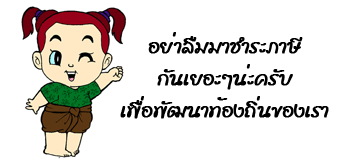 อย่าลืมมาชำระภาษี
กันเยอะๆน่ะครับ
เพื่อพัฒนาท้องถิ่นของเรา